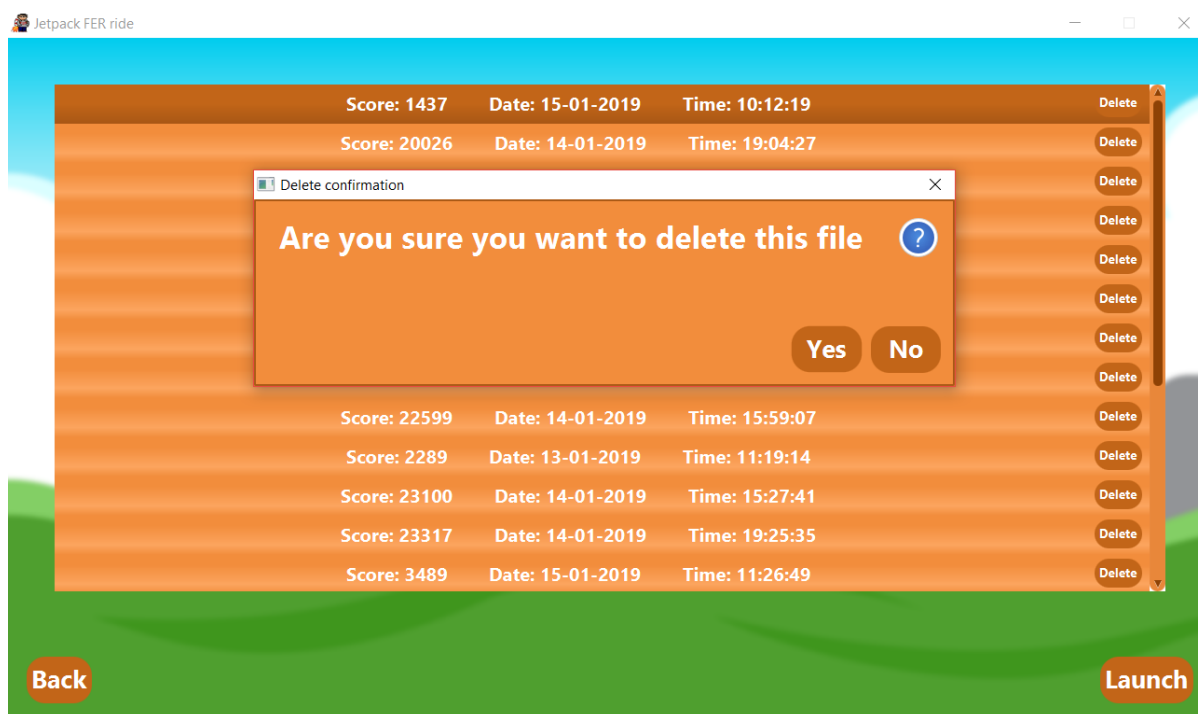 Jetpack FER ride
Score: 1437 Date: 15-01-2019 Time: 10:12:19 Delete
Score: 20026 Date: 14-01-2019 Time: 19:04:27 Delete
Delete confirmation Delete
Are you sure you want to delete this file ? Delete
Delete
Delete
Yes No Delete
Delete
Score: 22599 Date: 14-01-2019 Time: 15:59:07 Delete
Score: 2289 Date: 13-01-2019 Time: 11:19:14 Delete
Score: 23100 Date: 14-01-2019 Time: 15:27:41 Delete
Score: 23317 Date: 14-01-2019 Time: 19:25:35 Delete
Score: 3489 Date: 15-01-2019 Time: 11:26:49 Delete
Back Launch